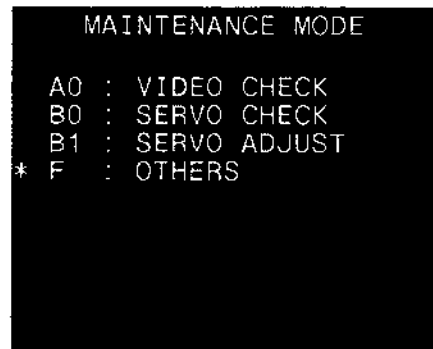 MAINTENANCE MODE
A0 : VIDEO CHECK
B0 : SERVO CHECK
B1 : SERVO ADJUST
* F : OTHERS